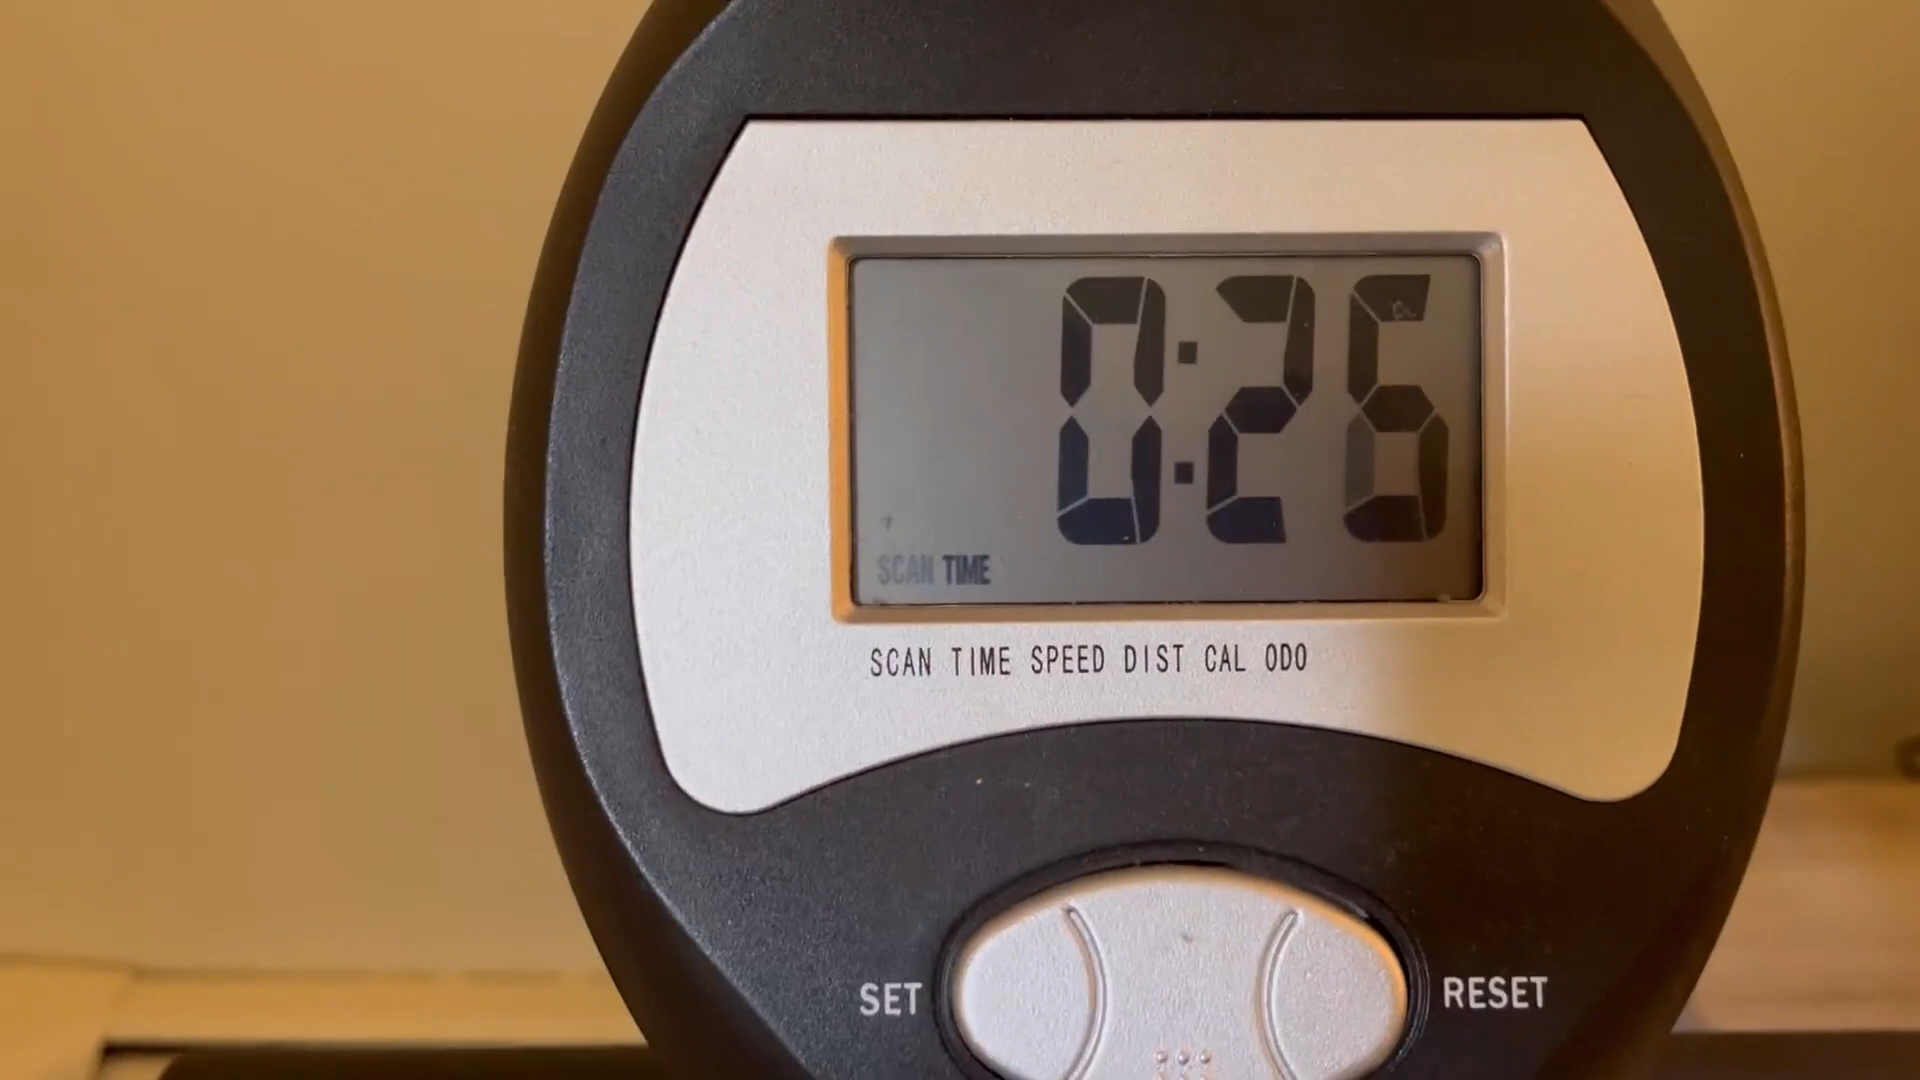 0:26
SCAN TIME
SCAN TIME SPEED DIST CAL ODO
SET
RESET